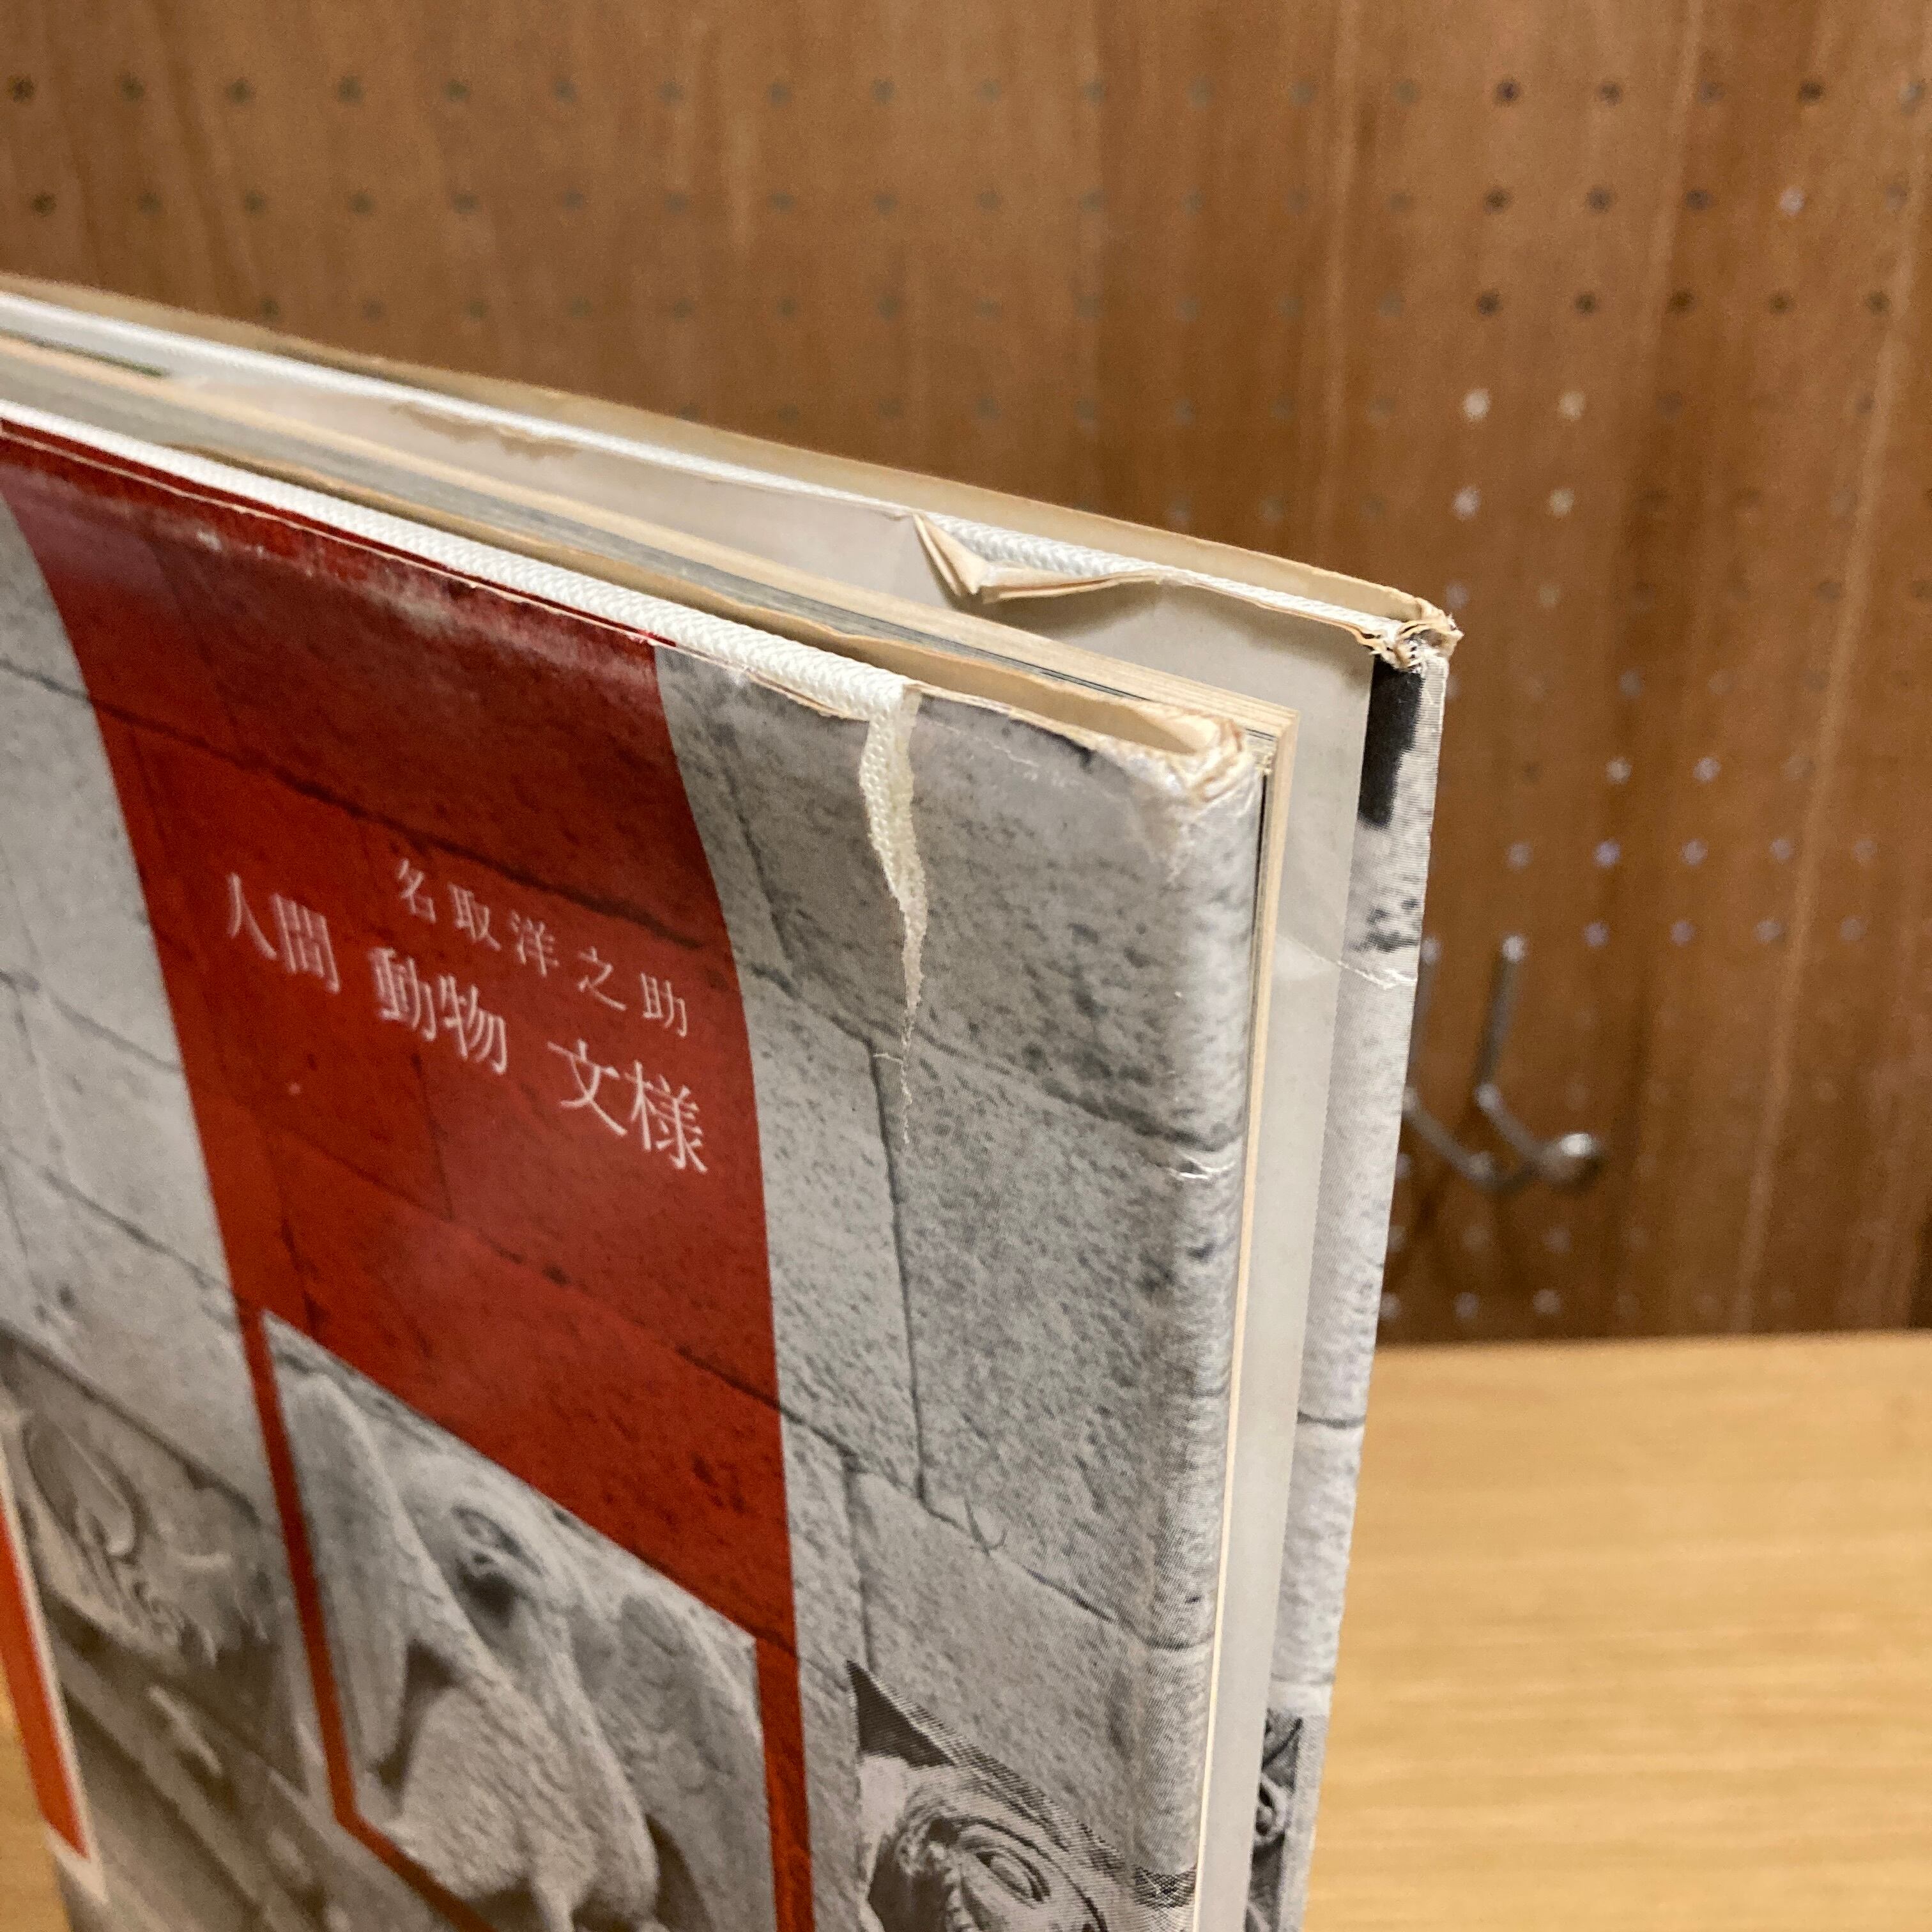 名取洋之助
人間 動物 文様